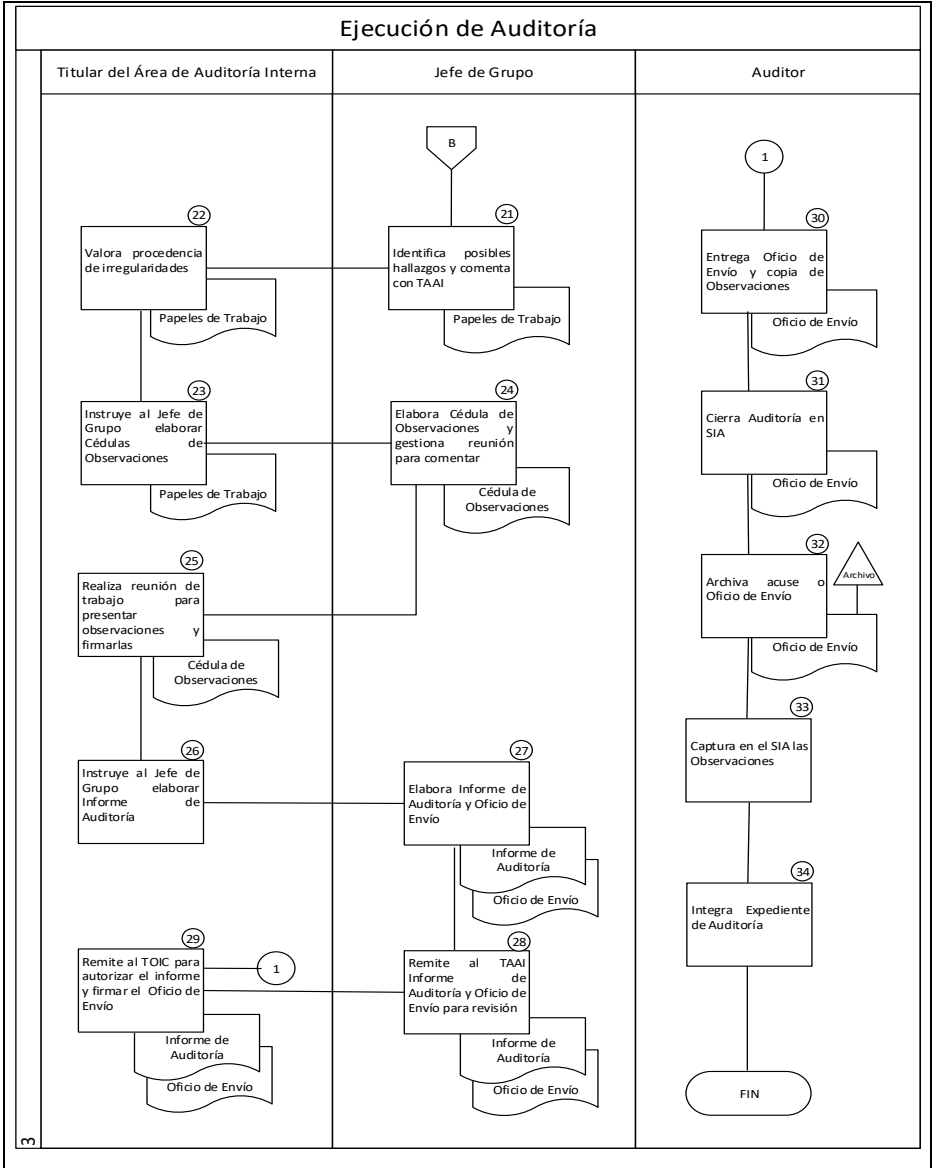 Ejecución de Auditoría
Titular del Área de Auditoría Interna
Jefe de Grupo
Auditor
B
21
Identifica posibles
hallazgos y comenta
con TAAI
Papeles de Trabajo
22
Valora procedencia
de irregularidades
Papeles de Trabajo
23
Instruye al Jefe de
Grupo elaborar
Cédulas de
Observaciones
Papeles de Trabajo
24
Elabora Cédula de
Observaciones y
gestiona reunión
para comentar
Cédula de
Observaciones
25
Realiza reunión de
trabajo para
presentar
observaciones y
firmarlas
Cédula de
Observaciones
26
Instruye al Jefe de
Grupo elaborar
Informe de
Auditoría
27
Elabora Informe de
Auditoría y Oficio de
Envío
Informe de
Auditoría
Oficio de Envío
28
Remite al TAAI
Informe de
Auditoría y Oficio de
Envío para revisión
Informe de
Auditoría
Oficio de Envío
29
Remite al TOIC para
autorizar el informe
y firmar el Oficio de
Envío
1
Informe de
Auditoría
Oficio de Envío
1
30
Entrega Oficio de
Envío y copia de
Observaciones
Oficio de Envío
31
Cierra Auditoría en
SIA
Oficio de Envío
32
Archiva acuse o
Oficio de Envío
Archivo
Oficio de Envío
33
Captura en el SIA las
Observaciones
34
Integra Expediente
de Auditoría
FIN
3